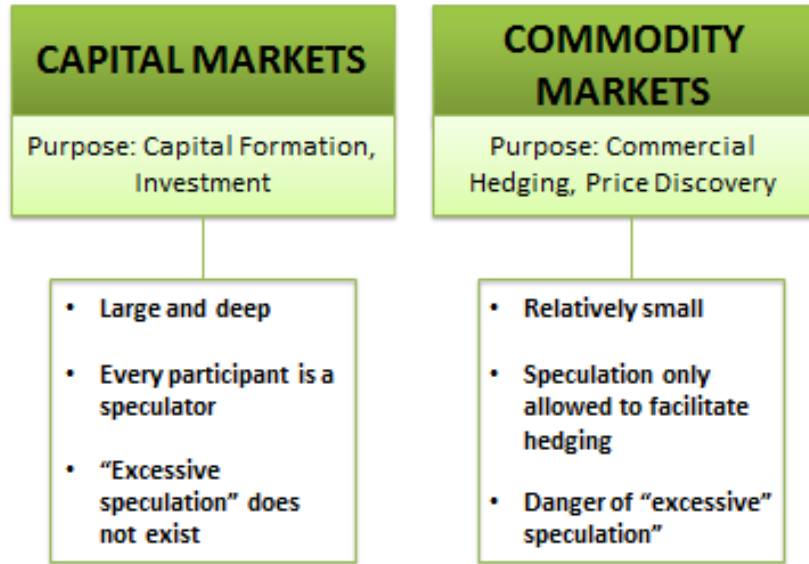 CAPITAL MARKETS
Purpose: Capital Formation,
Investment
• Large and deep
• Every participant is a
speculator
• “Excessive
speculation” does
not exist
COMMODITY
MARKETS
Purpose: Commercial
Hedging, Price Discovery
• Relatively small
• Speculation only
allowed to facilitate
hedging
• Danger of “excessive”
speculation”